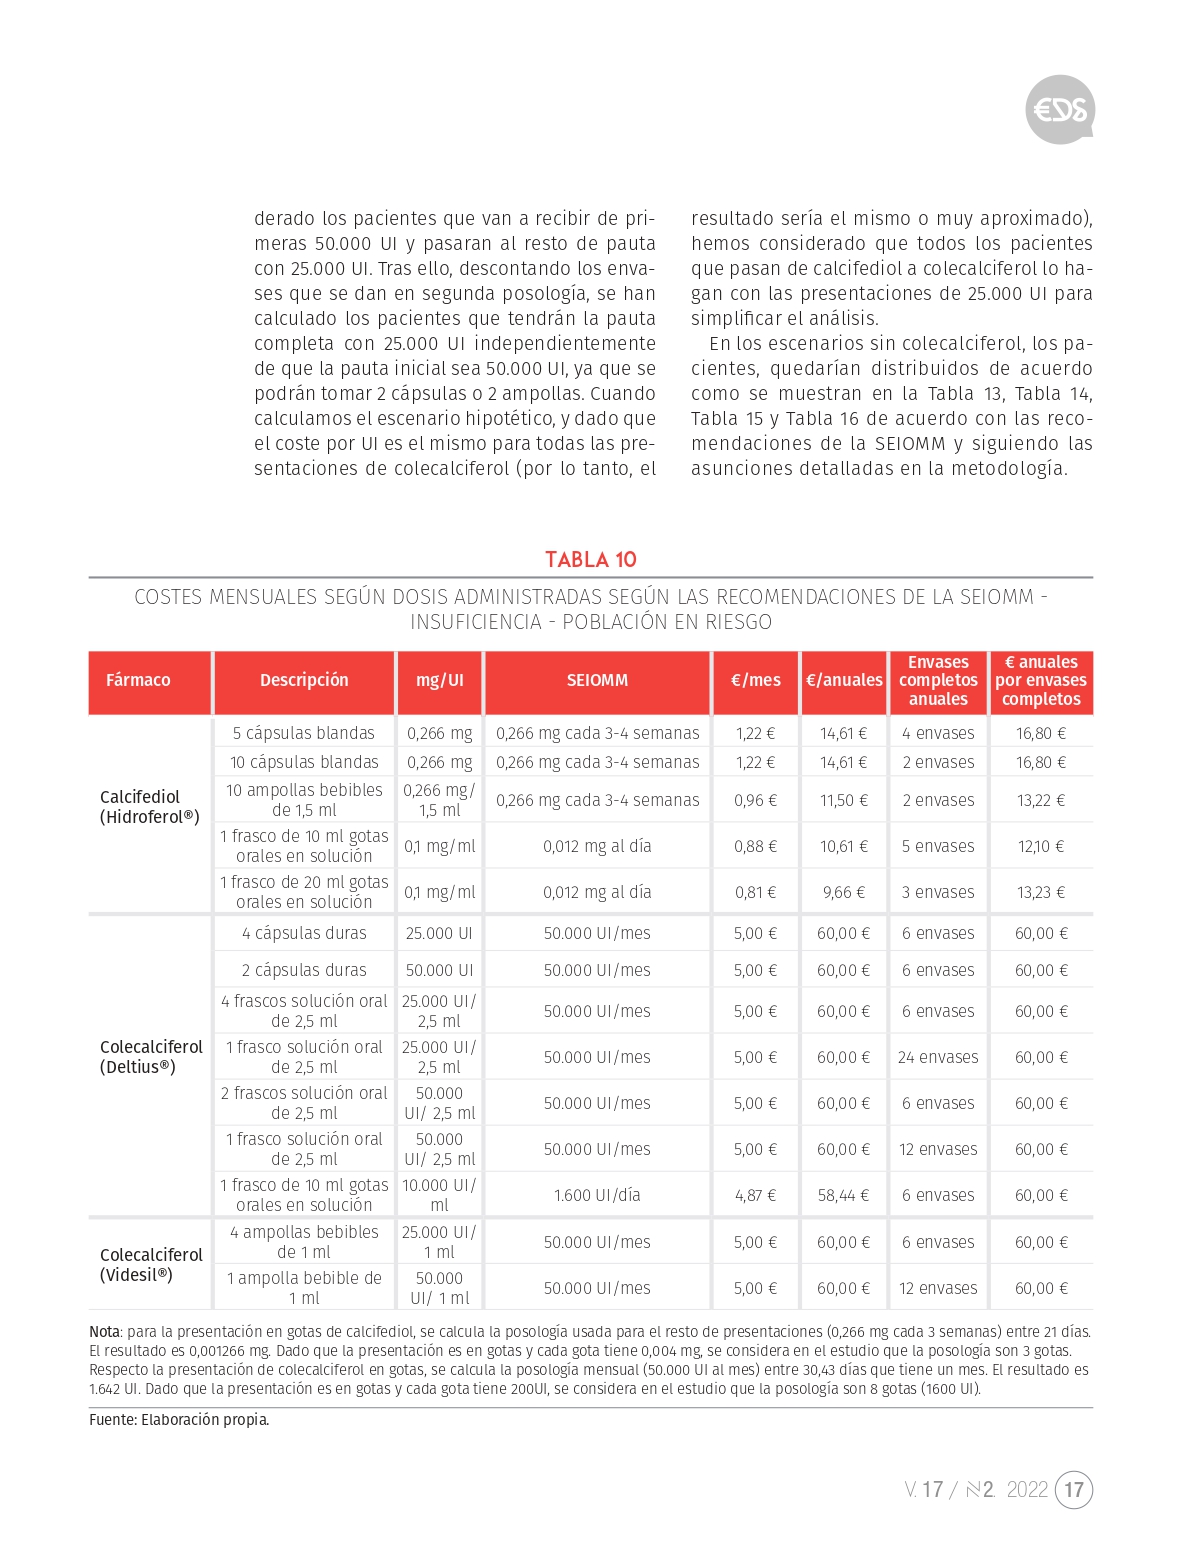 EDS
derado los pacientes que van a recibir de pri-
meras 50.000 UI y pasaran al resto de pauta
con 25.000 UI. Tras ello, descontando los enva-
ses que se dan en segunda posología, se han
calculado los pacientes que tendrán la pauta
completa con 25.000 UI independientemente
de que la pauta inicial sea 50.000 UI, ya que se
podrán tomar 2 cápsulas o 2 ampollas. Cuando
calculamos el escenario hipotético, y dado que
el coste por UI es el mismo para todas las pre-
sentaciones de colecalciferol (por lo tanto, el
resultado sería el mismo o muy aproximado),
hemos considerado que todos los pacientes
que pasan de calcifediol a colecalciferol lo ha-
gan con las presentaciones de 25.000 UI para
simplificar el análisis.
En los escenarios sin colecalciferol, los pa-
cientes, quedarían distribuidos de acuerdo
como se muestran en la Tabla 13, Tabla 14,
Tabla 15 y Tabla 16 de acuerdo con las reco-
mendaciones de la SEIOMM y siguiendo las
asunciones detalladas en la metodología.
TABLA 10
COSTES MENSUALES SEGÚN DOSIS ADMINISTRADAS SEGÚN LAS RECOMENDACIONES DE LA SEIOMM -
INSUFICIENCIA - POBLACIÓN EN RIESGO
Fármaco Descripción mg/UI SEIOMM €/mes €/anuales Envases completos anuales € anuales por envases completos
Calcifediol (Hidroferol®)
5 cápsulas blandas 0,266 mg 0,266 mg cada 3-4 semanas 1,22 € 14,61 € 4 envases 16,80 €
10 cápsulas blandas 0,266 mg 0,266 mg cada 3-4 semanas 1,22 € 14,61 € 2 envases 16,80 €
10 ampollas bebibles de 1,5 ml 0,266 mg/ 1,5 ml 0,266 mg cada 3-4 semanas 0,96 € 11,50 € 2 envases 13,22 €
1 frasco de 10 ml gotas orales en solución 0,1 mg/ml 0,012 mg al día 0,88 € 10,61 € 5 envases 12,10 €
1 frasco de 20 ml gotas orales en solución 0,1 mg/ml 0,012 mg al día 0,81 € 9,66 € 3 envases 13,23 €
Colecalciferol (Deltius®)
4 cápsulas duras 25.000 UI 50.000 UI/mes 5,00 € 60,00 € 6 envases 60,00 €
2 cápsulas duras 50.000 UI 50.000 UI/mes 5,00 € 60,00 € 6 envases 60,00 €
4 frascos solución oral de 2,5 ml 25.000 UI/ 2,5 ml 50.000 UI/mes 5,00 € 60,00 € 6 envases 60,00 €
1 frasco solución oral de 2,5 ml 25.000 UI/ 2,5 ml 50.000 UI/mes 5,00 € 60,00 € 24 envases 60,00 €
2 frascos solución oral de 2,5 ml 50.000 UI/ 2,5 ml 50.000 UI/mes 5,00 € 60,00 € 6 envases 60,00 €
1 frasco solución oral de 2,5 ml 50.000 UI/ 2,5 ml 50.000 UI/mes 5,00 € 60,00 € 12 envases 60,00 €
1 frasco de 10 ml gotas orales en solución 10.000 UI/ ml 1.600 UI/día 4,87 € 58,44 € 6 envases 60,00 €
Colecalciferol (Videsil®)
4 ampollas bebibles de 1 ml 25.000 UI/ 1 ml 50.000 UI/mes 5,00 € 60,00 € 6 envases 60,00 €
1 ampolla bebible de 1 ml 50.000 UI/ 1 ml 50.000 UI/mes 5,00 € 60,00 € 12 envases 60,00 €
Nota: para la presentación en gotas de calcifediol, se calcula la posología usada para el resto de presentaciones (0,266 mg cada 3 semanas) entre 21 días.
El resultado es 0,001266 mg. Dado que la presentación es en gotas y cada gota tiene 0,004 mg, se considera en el estudio que la posología son 3 gotas.
Respecto la presentación de colecalciferol en gotas, se calcula la posología mensual (50.000 UI al mes) entre 30,43 días que tiene un mes. El resultado es
1.642 UI. Dado que la presentación es en gotas y cada gota tiene 200UI, se considera en el estudio que la posología son 8 gotas (1600 UI).
Fuente: Elaboración propia.
V. 17 / N2. 2022 17